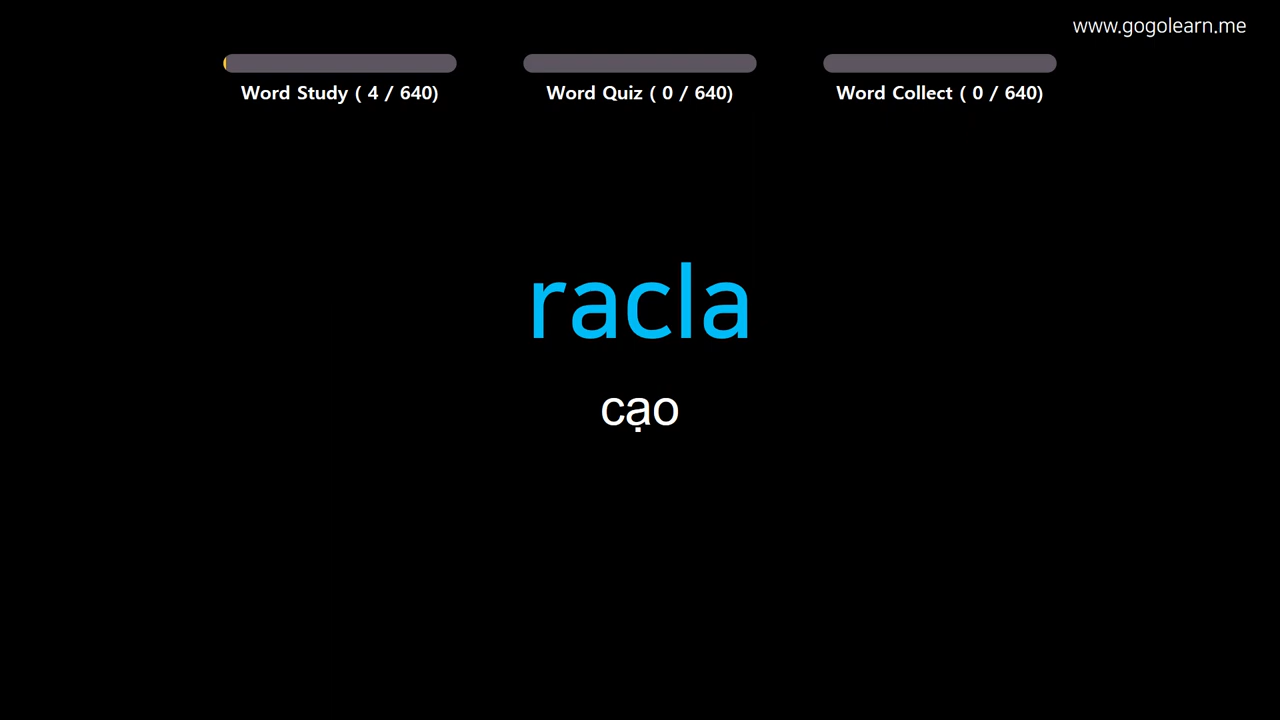 www.gogolearn.me
Word Study ( 4 / 640)
Word Quiz ( 0 / 640)
Word Collect ( 0 / 640)
racla
cạo